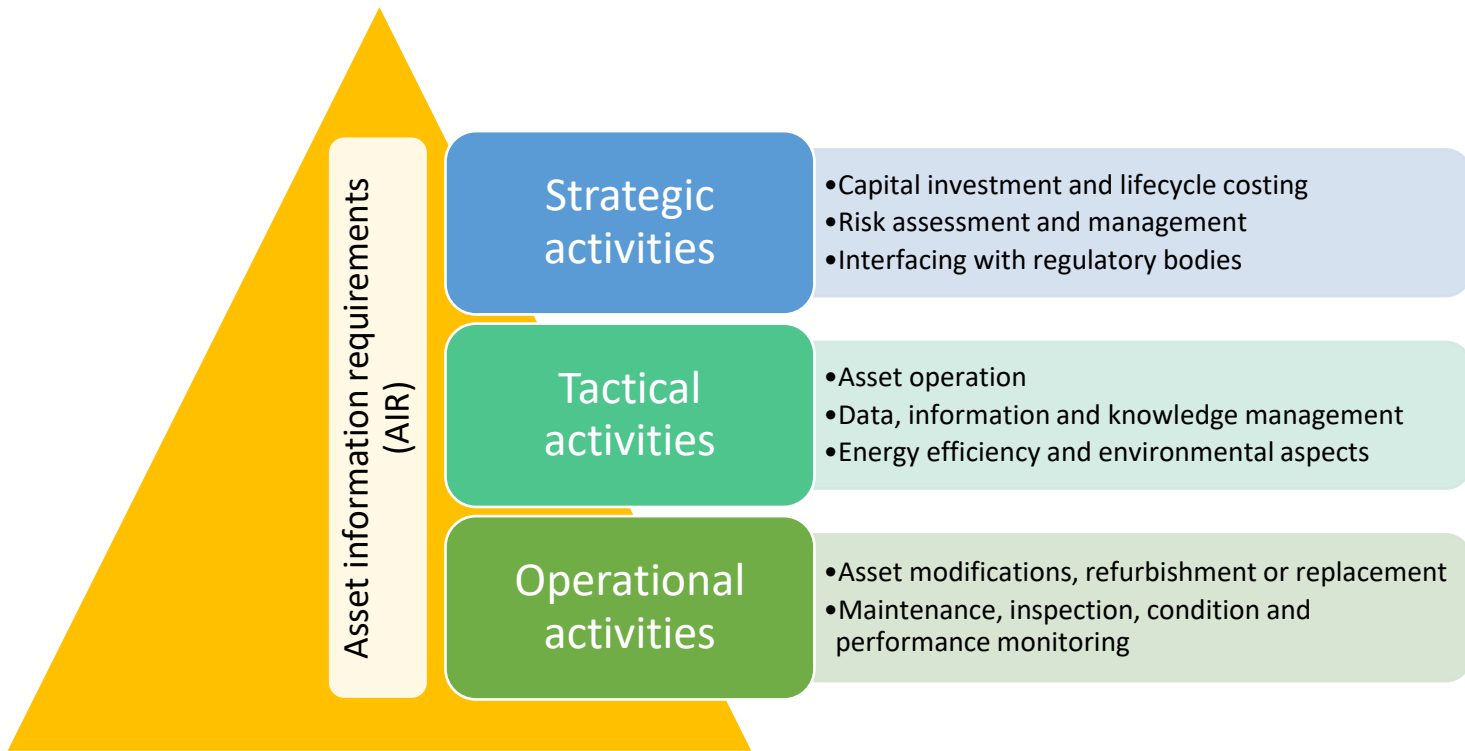 Asset information requirements
(AIR)
Strategic
activities
•Capital investment and lifecycle costing
•Risk assessment and management
•Interfacing with regulatory bodies
Tactical
activities
•Asset operation
•Data, information and knowledge management
•Energy efficiency and environmental aspects
Operational
activities
•Asset modifications, refurbishment or replacement
•Maintenance, inspection, condition and
performance monitoring